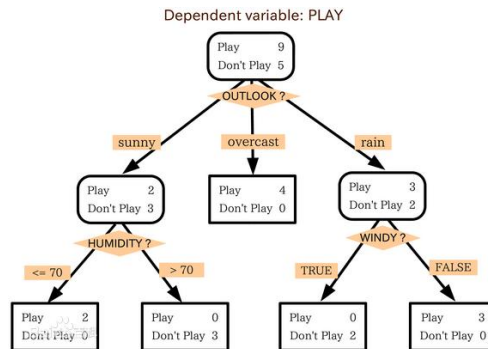 Dependent variable: PLAY
Play 9
Don't Play 5
OUTLOOK ?
sunny
overcast
rain
Play 2
Don't Play 3
Play 4
Don't Play 0
Play 3
Don't Play 2
HUMIDITY ?
WINDY ?
<= 70
> 70
TRUE
FALSE
Play 2
Don't Play 0
Play 0
Don't Play 3
Play 0
Don't Play 2
Play 3
Don't Play 0